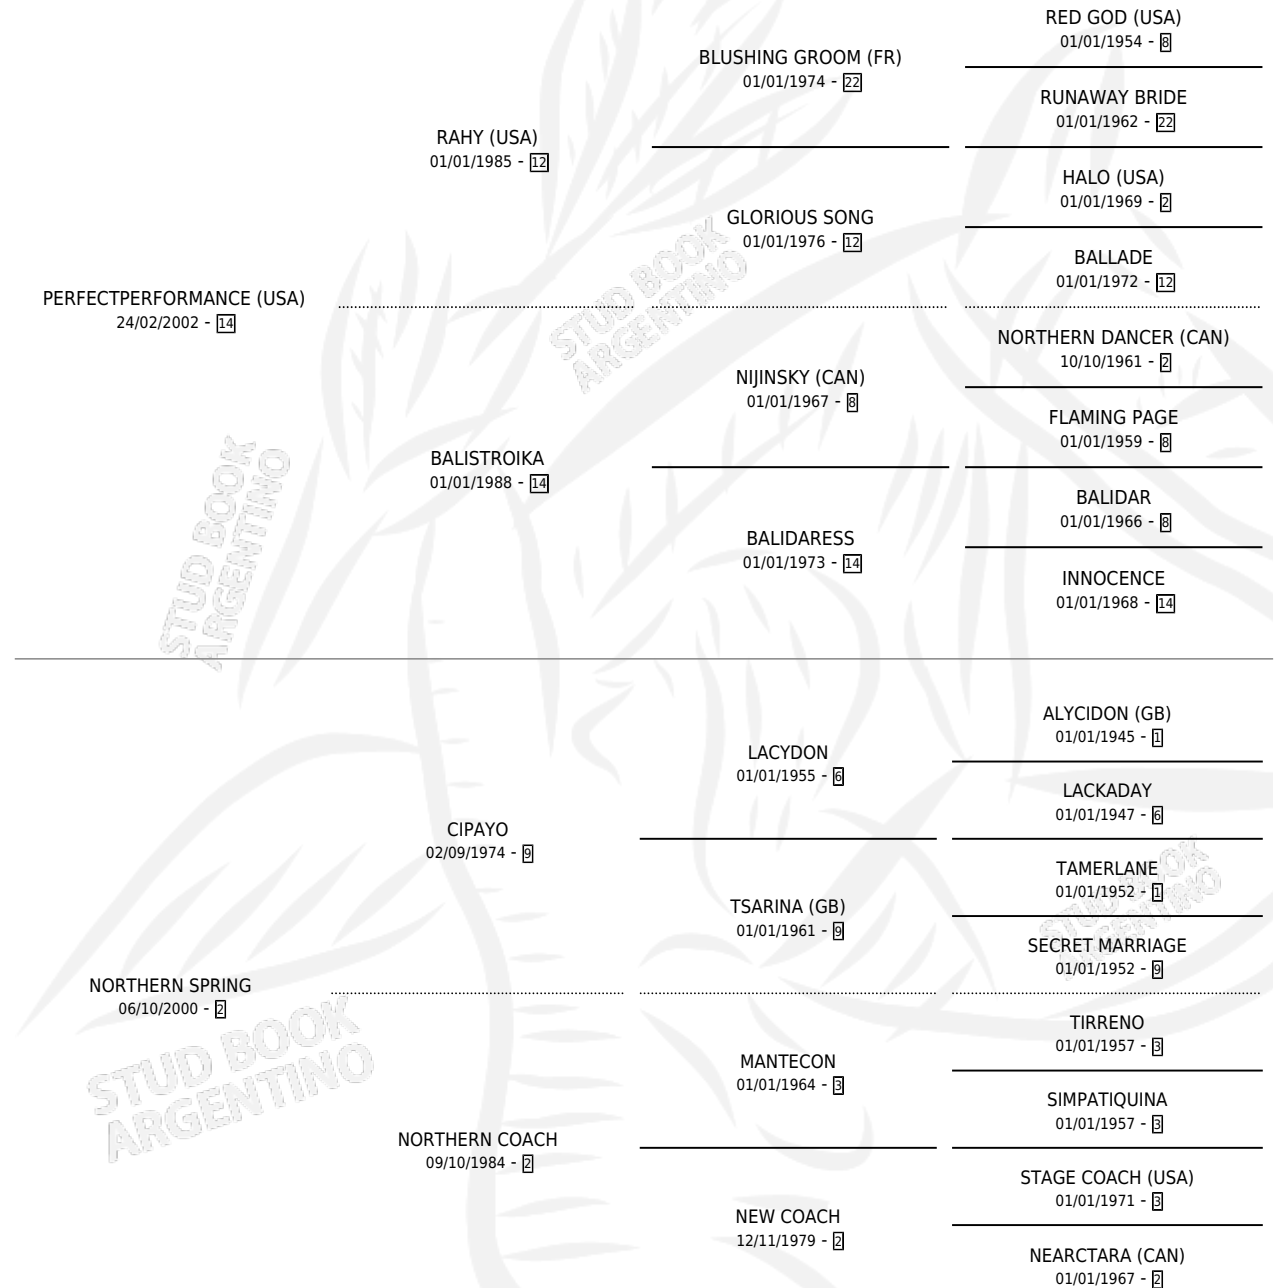 RED GOD (USA)
01/01/1954 - 8
BLUSHING GROOM (FR)
01/01/1974 - 22
RUNAWAY BRIDE
01/01/1962 - 22
RAHY (USA)
01/01/1985 - 12
HALO (USA)
01/01/1969 - 2
GLORIOUS SONG
01/01/1976 - 12
BALLADE
01/01/1972 - 12
PERFECTPERFORMANCE (USA)
24/02/2002 - 14
NORTHERN DANCER (CAN)
10/10/1961 - 2
NIJINSKY (CAN)
01/01/1967 - 8
FLAMING PAGE
01/01/1959 - 8
BALISTROIKA
01/01/1988 - 14
BALIDAR
01/01/1966 - 8
BALIDARESS
01/01/1973 - 14
INNOCENCE
01/01/1968 - 14
STUD BOOK
ARGENTINO
STUD BOOK
ARGENTINO
ALYCIDON (GB)
01/01/1945 - 1
LACYDON
01/01/1955 - 6
LACKADAY
01/01/1947 - 6
CIPAYO
02/09/1974 - 9
TAMERLANE
01/01/1952 - 1
TSARINA (GB)
01/01/1961 - 9
SECRET MARRIAGE
01/01/1952 - 9
NORTHERN SPRING
06/10/2000 - 2
TIRRENO
01/01/1957 - 3
MANTECON
01/01/1964 - 3
SIMPATIQUINA
01/01/1957 - 3
NORTHERN COACH
09/10/1984 - 2
STAGE COACH (USA)
01/01/1971 - 3
NEW COACH
12/11/1979 - 2
NEARCTARA (CAN)
01/01/1967 - 2
STUD BOOK
ARGENTINO
STUD BOOK
ARGENTINO